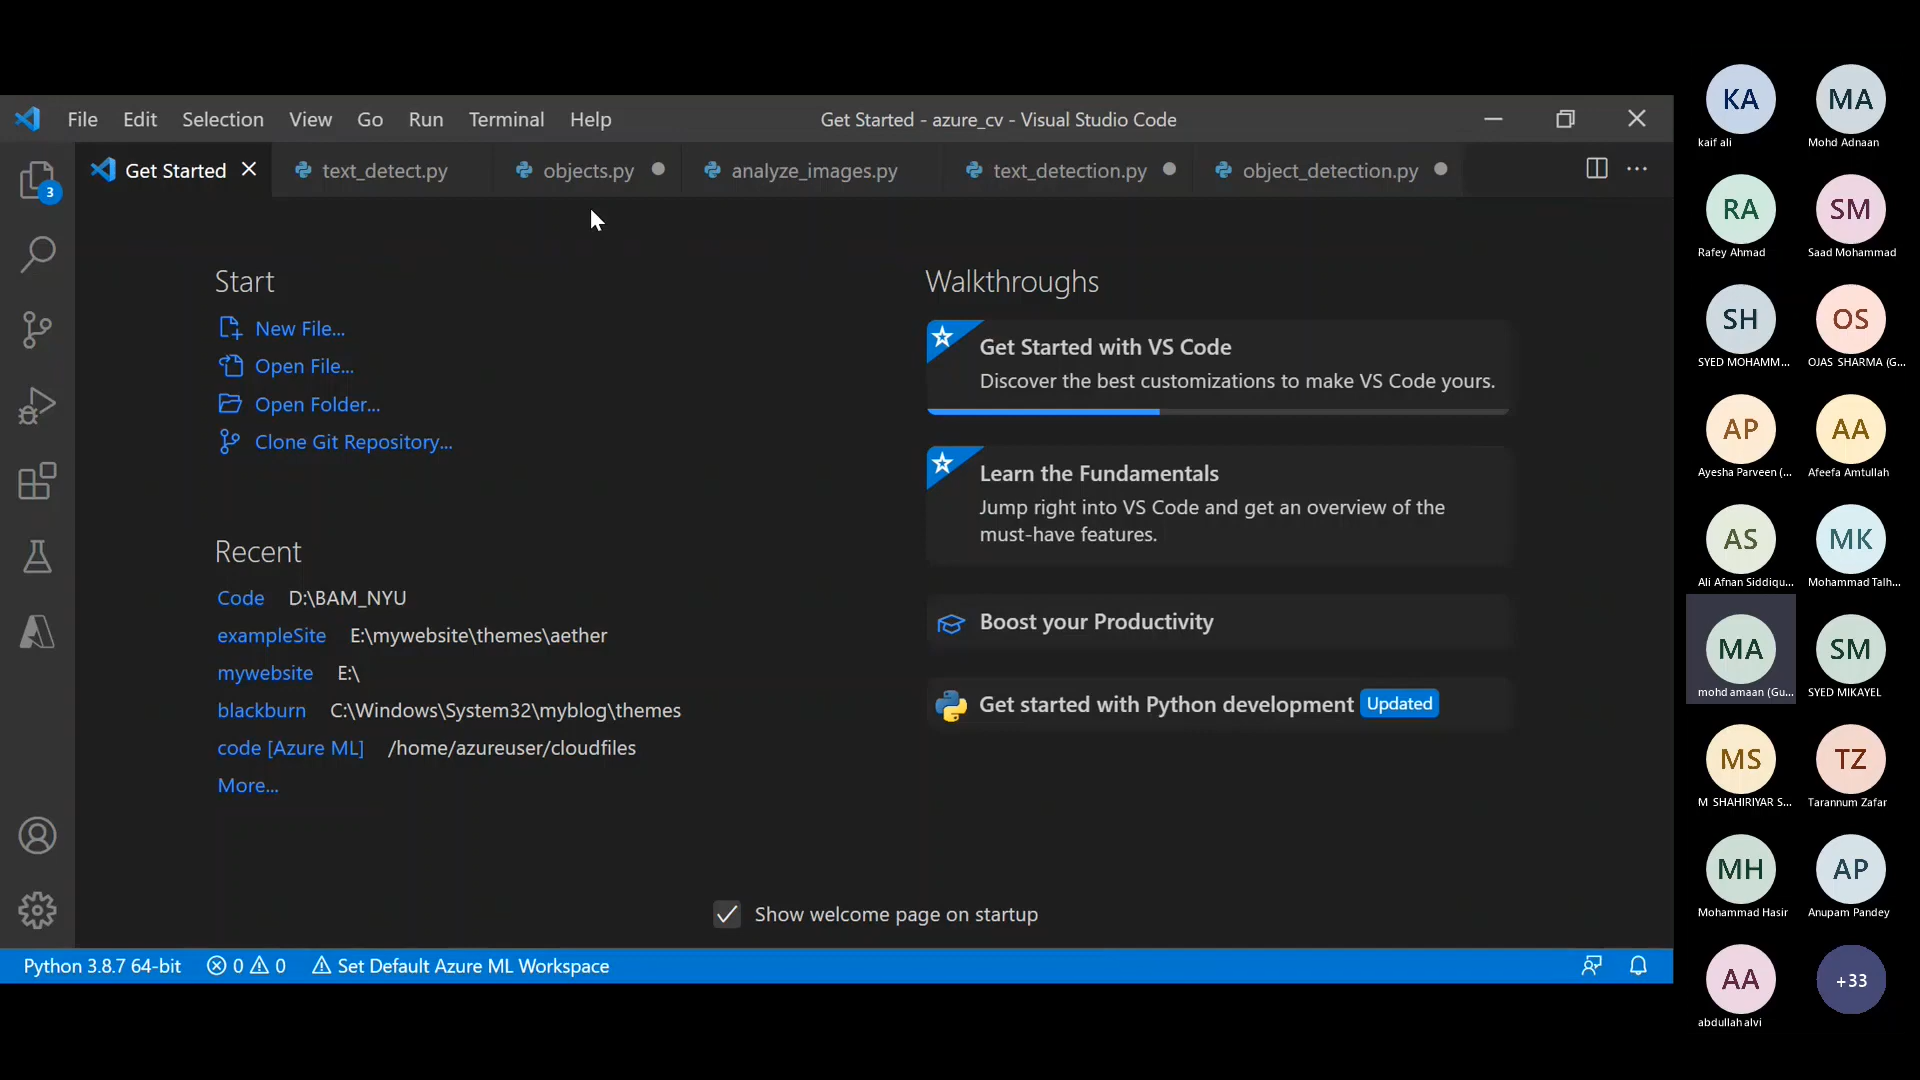 File Edit Selection View Go Run Terminal Help
Get Started - azure_cv - Visual Studio Code
Get Started text_detect.py objects.py analyze_images.py text_detection.py object_detection.py
3
Start
New File...
Open File...
Open Folder...
Clone Git Repository...
Recent
Code D:\BAM_NYU
exampleSite E:\mywebsite\themes\aether
mywebsite E:\
blackburn C:\Windows\System32\myblog\themes
code [Azure ML] /home/azureuser/cloudfiles
More...
Walkthroughs
Get Started with VS Code
Discover the best customizations to make VS Code yours.
Learn the Fundamentals
Jump right into VS Code and get an overview of the
must-have features.
Boost your Productivity
Get started with Python development Updated
Show welcome page on startup
Python 3.8.7 64-bit 0 0 Set Default Azure ML Workspace
KA MA
kaif ali Mohd Adnaan
RA SM
Rafey Ahmad Saad Mohammad
SH OS
SYED MOHAMM... OJAS SHARMA (G...
AP AA
Ayesha Parveen (... Afeefa Amtullah
AS MK
Ali Afnan Siddiqu... Mohammad Talh...
MA SM
mohd amaan (Gu... SYED MIKAYEL
MS TZ
M SHAHIRIYAR S... Tarannum Zafar
MH AP
Mohammad Hasir Anupam Pandey
AA +33
abdullah alvi